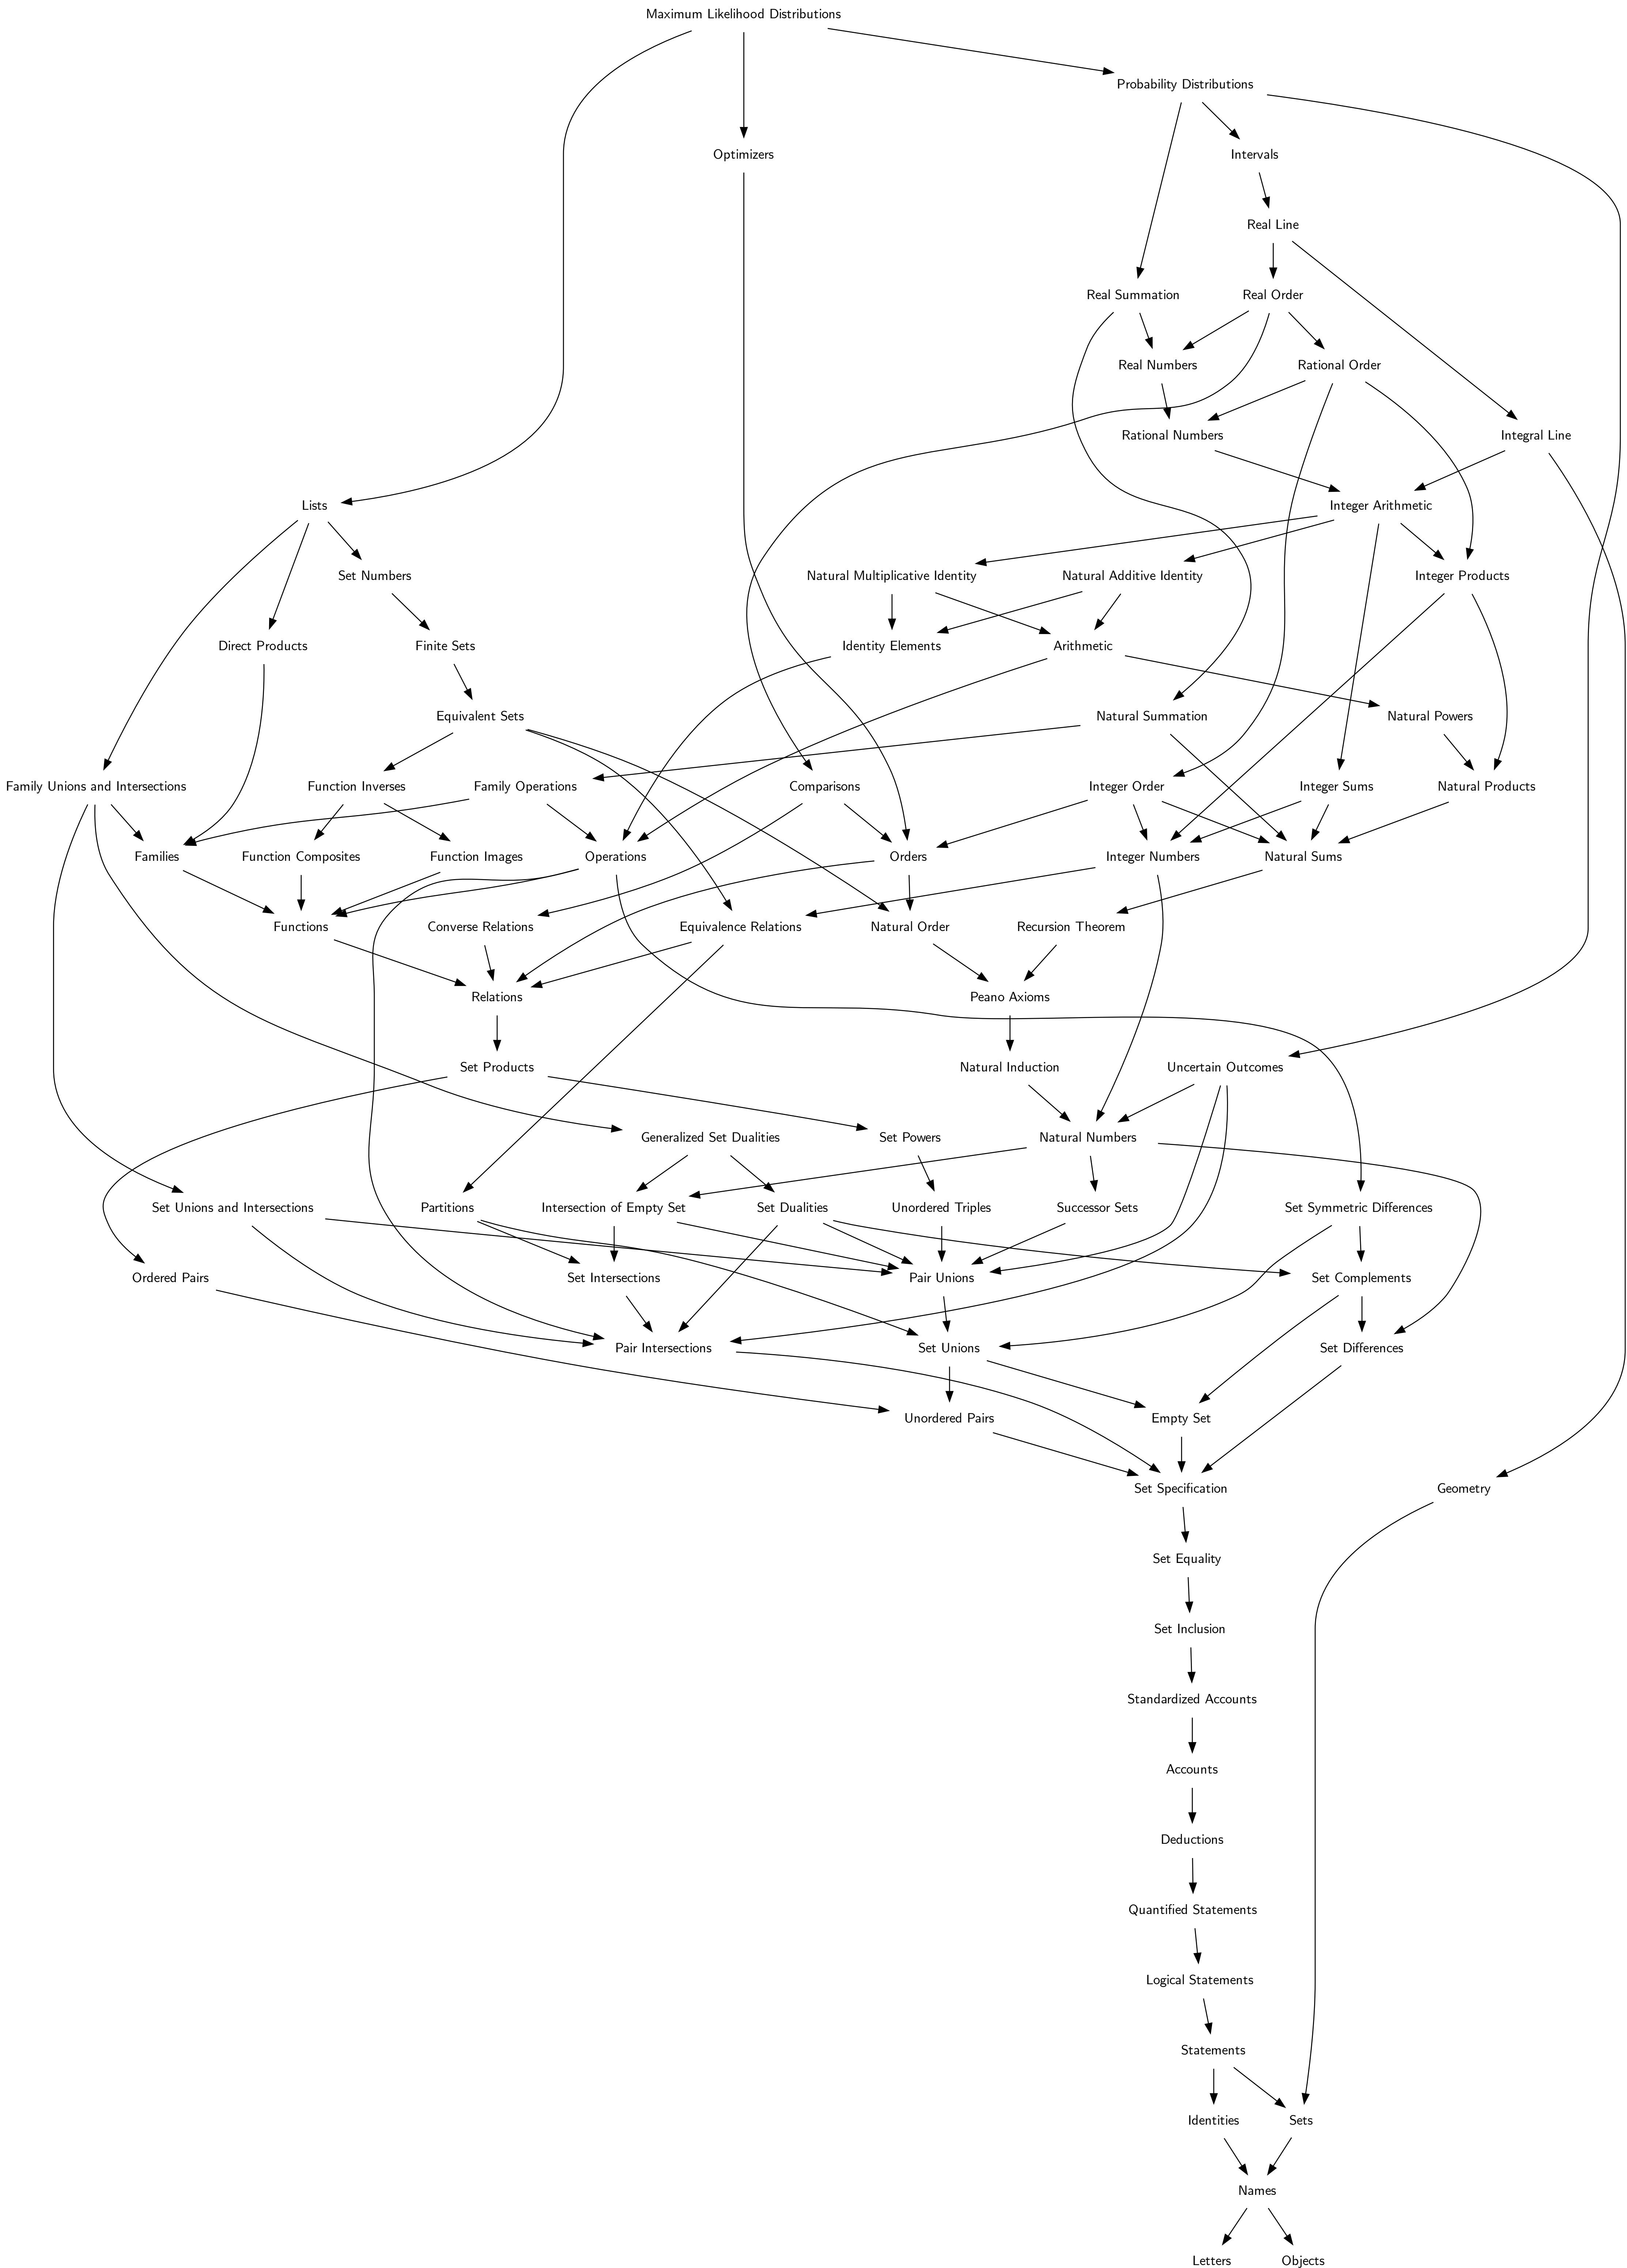 Maximum Likelihood Distributions
Probability Distributions
Optimizers
Intervals
Real Line
Real Summation
Real Order
Real Numbers
Rational Order
Rational Numbers
Integral Line
Lists
Integer Arithmetic
Set Numbers
Natural Multiplicative Identity
Natural Additive Identity
Integer Products
Direct Products
Finite Sets
Identity Elements
Arithmetic
Equivalent Sets
Natural Summation
Natural Powers
Family Unions and Intersections
Function Inverses
Family Operations
Comparisons
Integer Order
Integer Sums
Natural Products
Families
Function Composites
Function Images
Operations
Orders
Integer Numbers
Natural Sums
Functions
Converse Relations
Equivalence Relations
Natural Order
Recursion Theorem
Relations
Peano Axioms
Set Products
Natural Induction
Uncertain Outcomes
Generalized Set Dualities
Set Powers
Natural Numbers
Set Unions and Intersections
Partitions
Intersection of Empty Set
Set Dualities
Unordered Triples
Successor Sets
Set Symmetric Differences
Ordered Pairs
Set Intersections
Pair Unions
Set Complements
Pair Intersections
Set Unions
Set Differences
Unordered Pairs
Empty Set
Set Specification
Geometry
Set Equality
Set Inclusion
Standardized Accounts
Accounts
Deductions
Quantified Statements
Logical Statements
Statements
Identities
Sets
Names
Letters
Objects